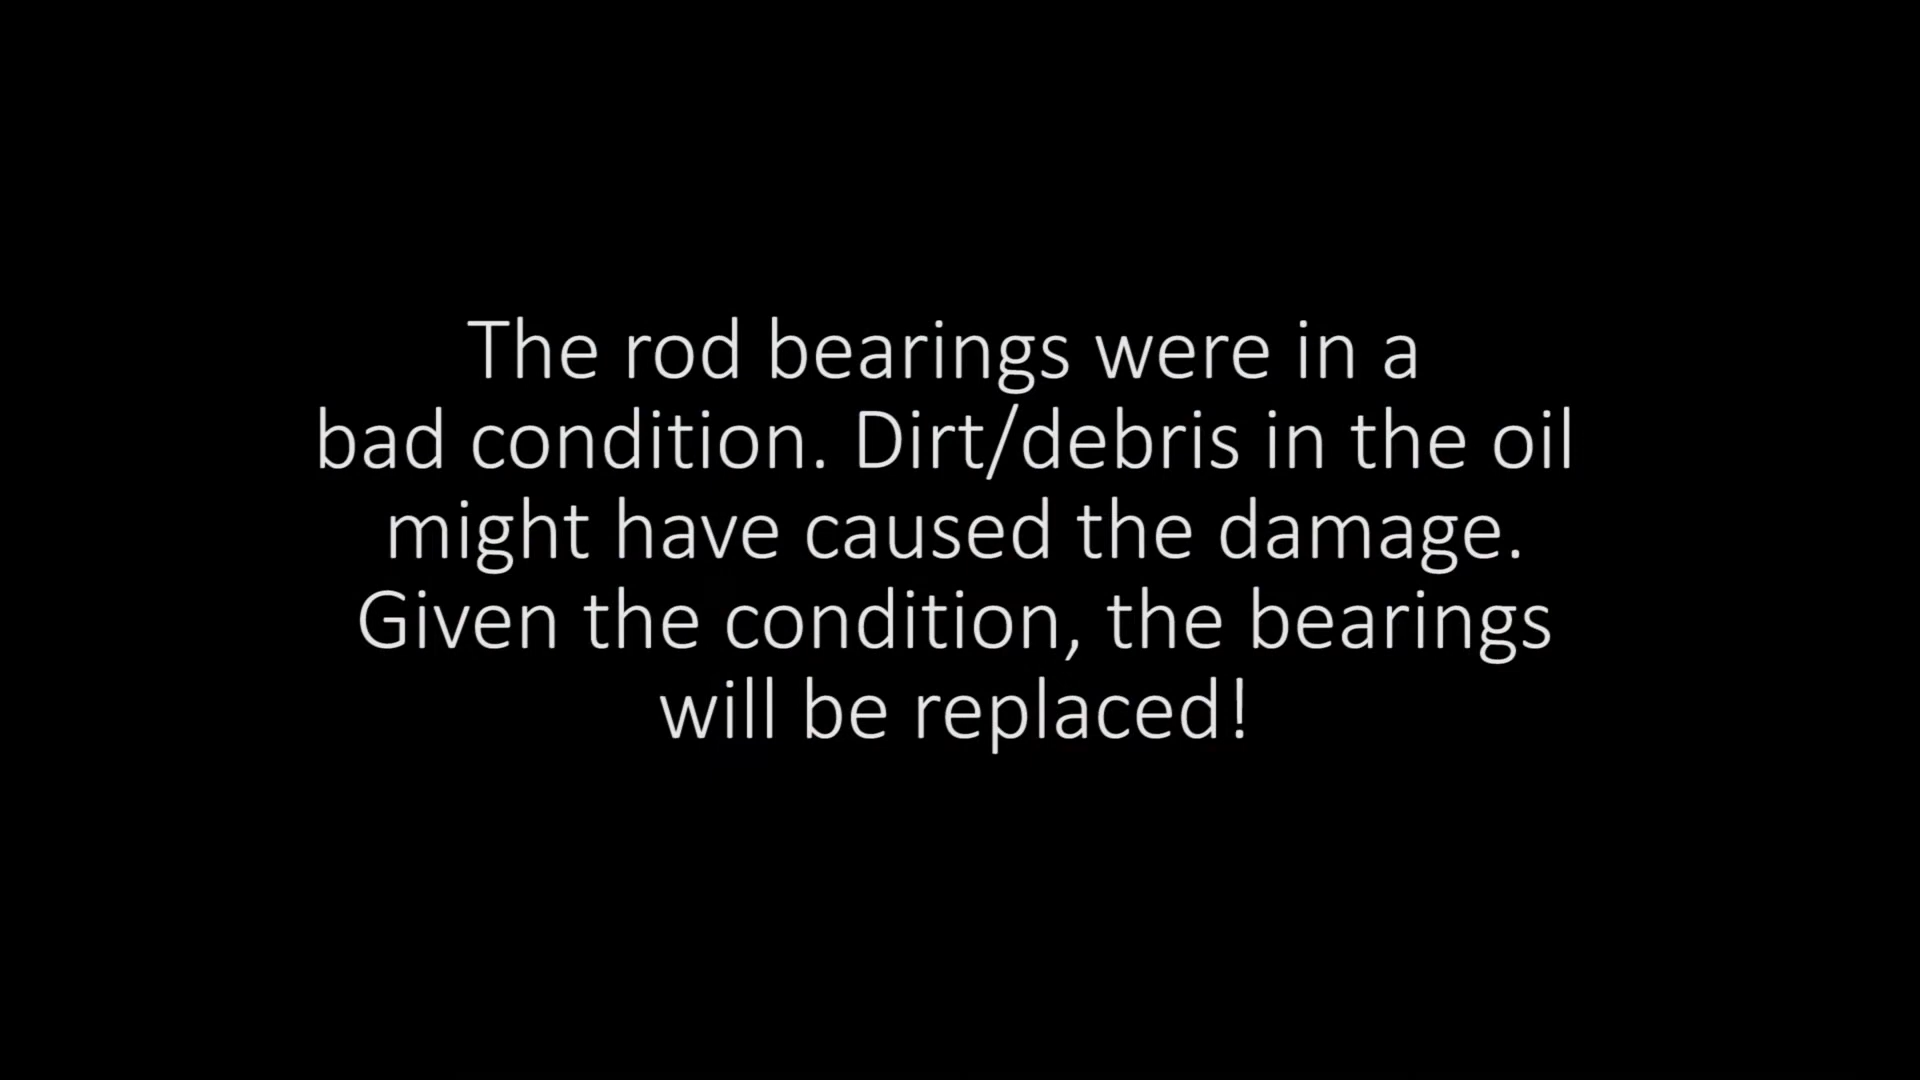 The rod bearings were in a
bad condition. Dirt/debris in the oil
might have caused the damage.
Given the condition, the bearings
will be replaced!